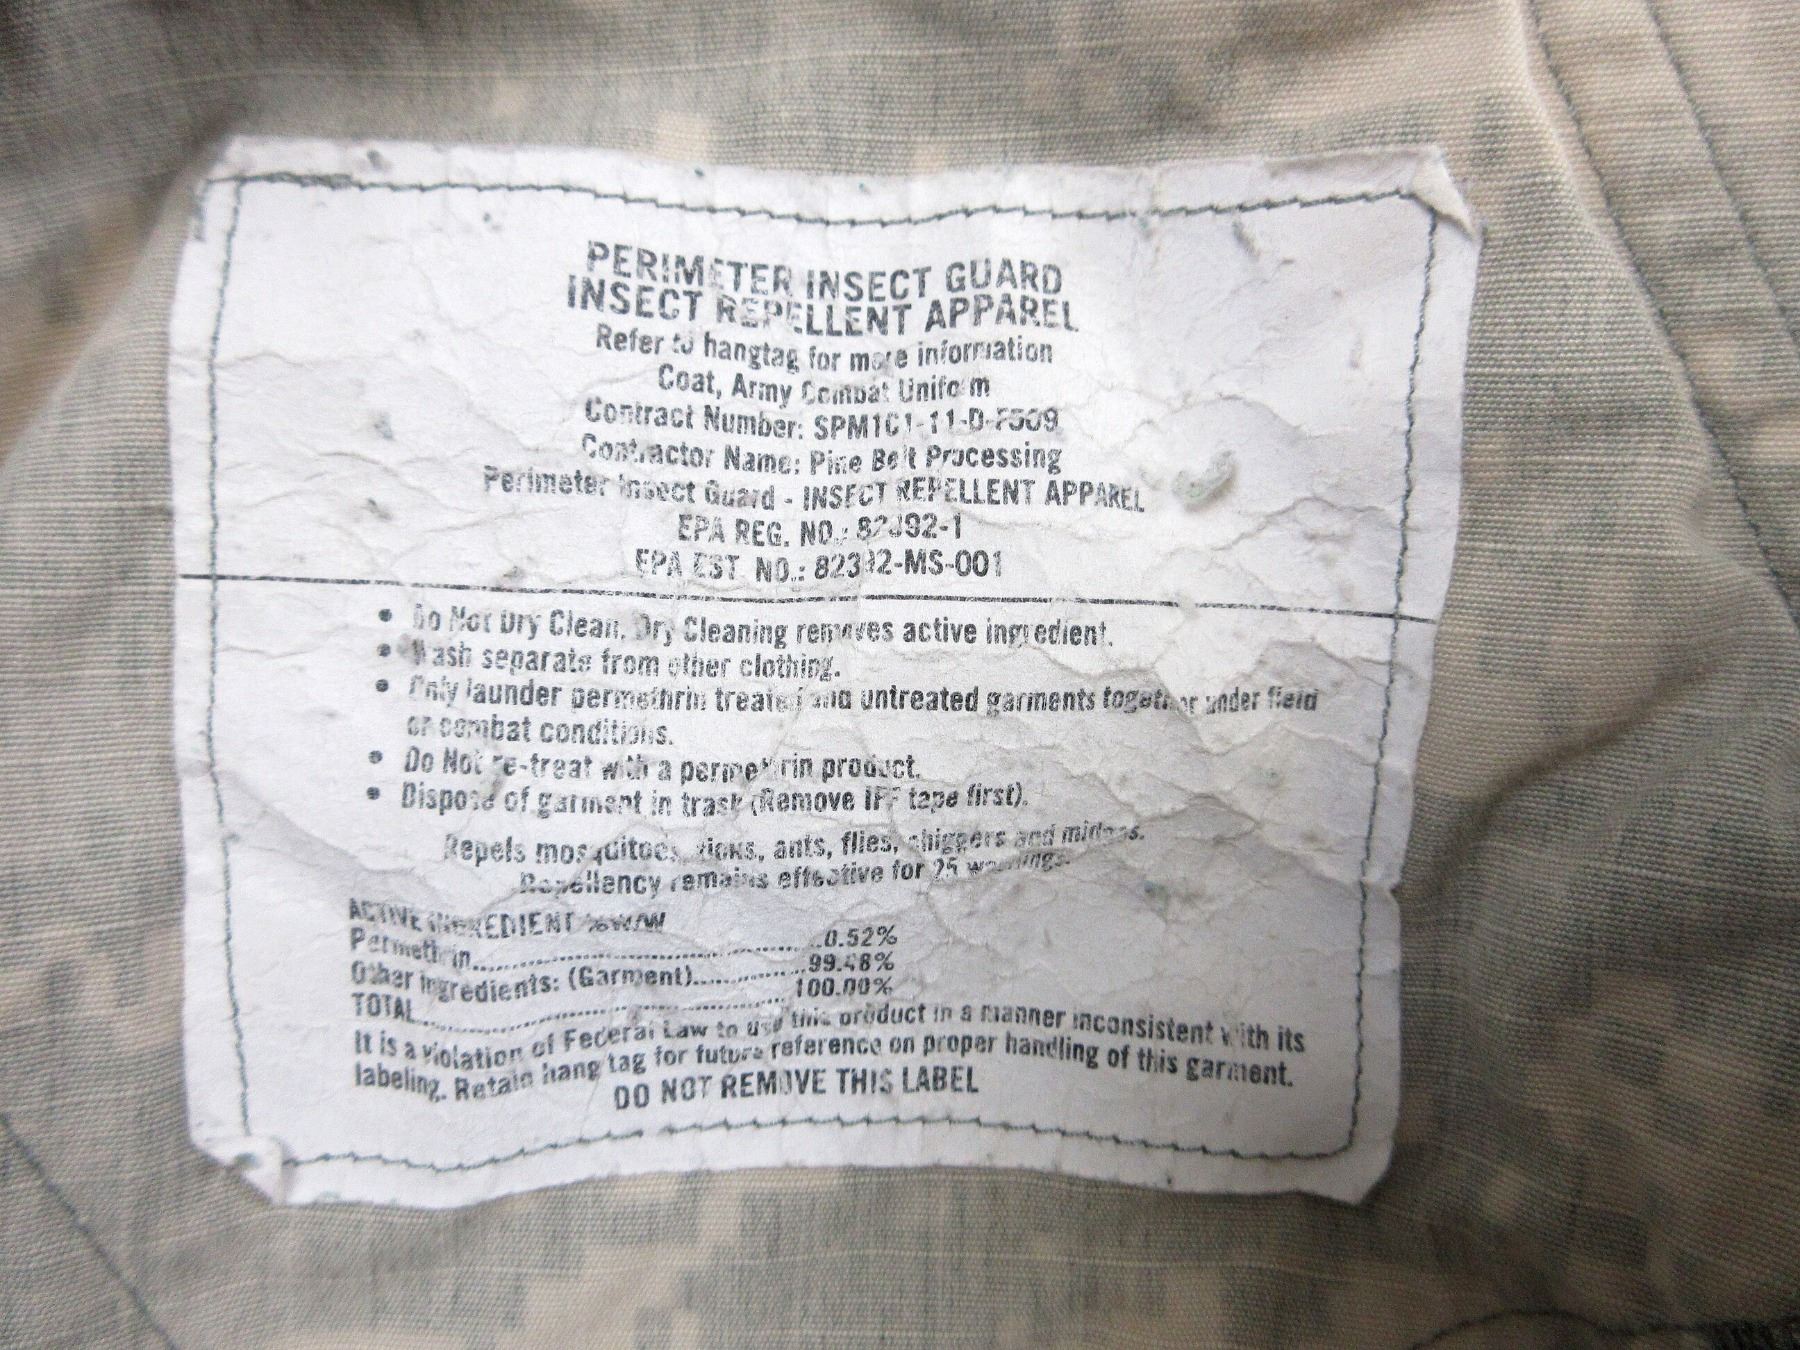 PERIMETER INSECT GUARD
INSECT REPELLENT APPAREL
Refer to hangtag for more information
Coat, Army Combat Uniform
Contract Number:
Contractor Name: Pine Belt Processing
Perimeter Insect Guard - INSECT REPELLENT APPAREL
EPA REG. NO.: 82392-1
EPA EST NO.: 82392-MS-001
• Do Not Dry Clean. Dry Cleaning removes active ingredient.
• Wash separate from other clothing.
• Only launder permethrin treated and untreated garments together under field
or combat conditions.
• Do Not re-treat with a permethrin product.
• Dispose of garment in trash (Remove IFF tape first).
Repels mosquitoes, ticks, ants, flies, chiggers and midges.
Repellency remains effective for 25 washings.
ACTIVE INGREDIENT %W/W
Permethrin..........0.52%
Other Ingredients: (Garment)..........99.48%
TOTAL..........100.00%
It is a violation of Federal Law to use this product in a manner inconsistent with its
labeling. Retain hang tag for future reference on proper handling of this garment.
DO NOT REMOVE THIS LABEL